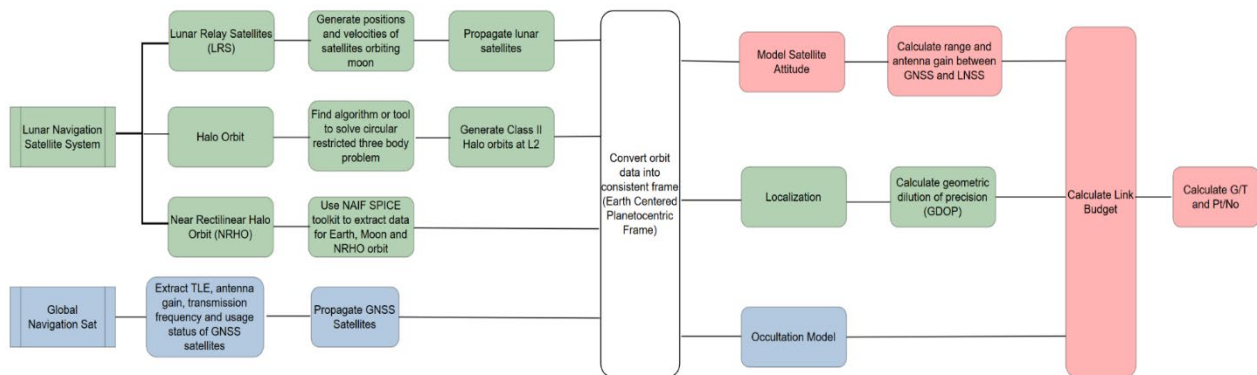 Lunar Relay Satellites
(LRS)
Generate positions
and velocities of
satellites orbiting
moon
Propagate lunar
satellites
Lunar Navigation
Satellite System
Halo Orbit
Find algorithm or tool
to solve circular
restricted three body
problem
Generate Class II
Halo orbits at L2
Near Rectilinear Halo
Orbit (NRHO)
Use NAIF SPICE
toolkit to extract data
for Earth, Moon and
NRHO orbit
Global
Navigation Sat
Extract TLE, antenna
gain, transmission
frequency and usage
status of GNSS
satellites
Propagate GNSS
Satellites
Convert orbit
data into
consistent frame
(Earth Centered
Planetocentric
Frame)
Model Satellite
Attitude
Calculate range and
antenna gain between
GNSS and LNSS
Localization
Calculate geometric
dilution of precision
(GDOP)
Occultation Model
Calculate Link
Budget
Calculate G/T
and Pt/No